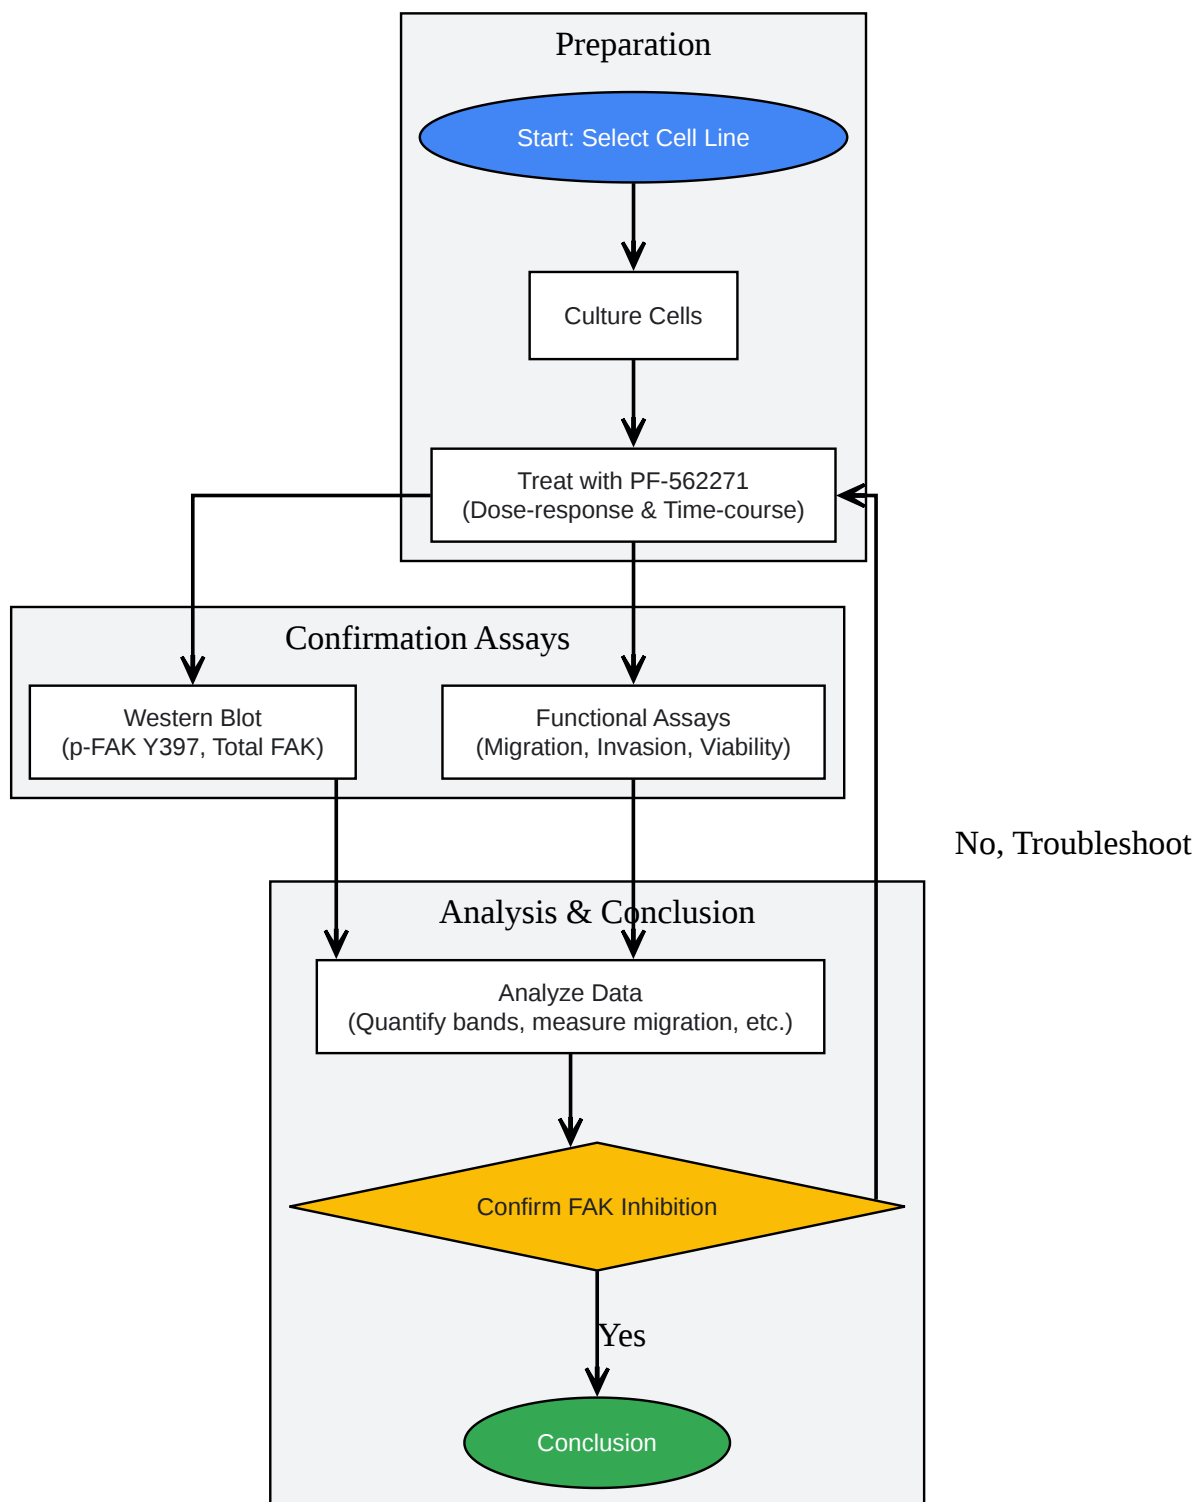 Preparation
Start: Select Cell Line
Culture Cells
Treat with PF-562271
(Dose-response & Time-course)
Confirmation Assays
Western Blot
(p-FAK Y397, Total FAK)
Functional Assays
(Migration, Invasion, Viability)
No, Troubleshoot
Analysis & Conclusion
Analyze Data
(Quantify bands, measure migration, etc.)
Confirm FAK Inhibition
Yes
Conclusion